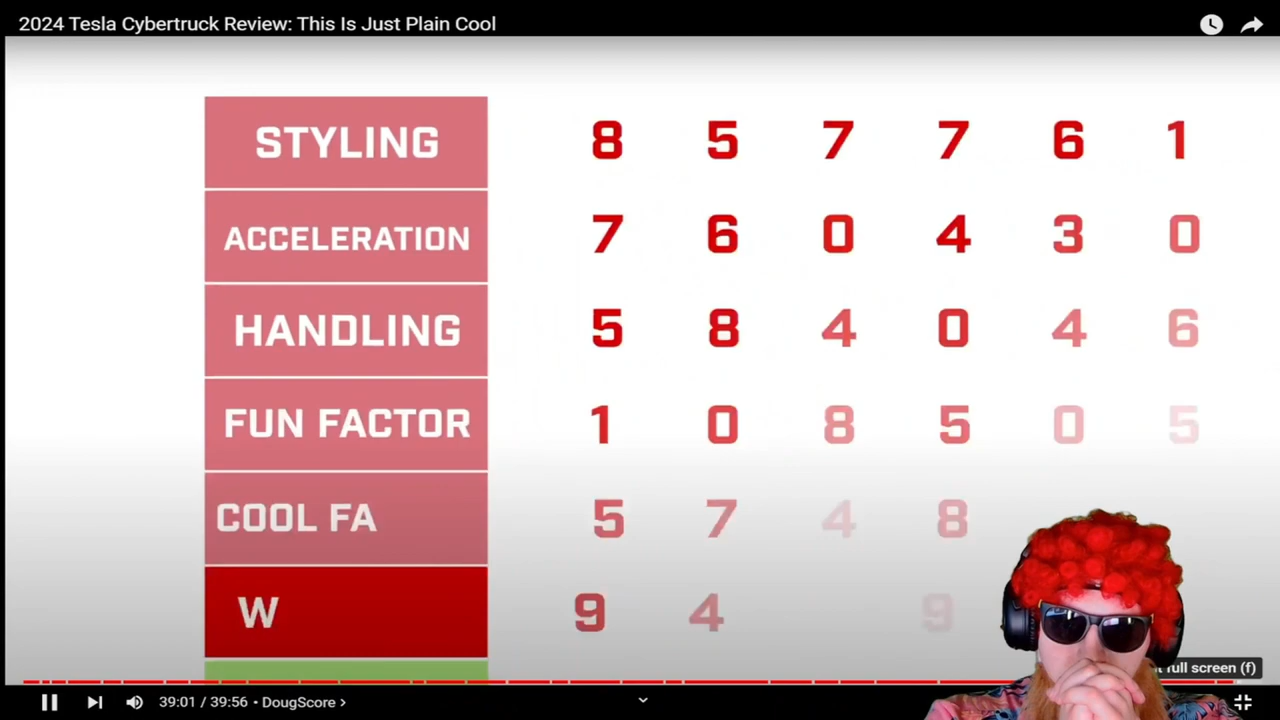 2024 Tesla Cybertruck Review: This Is Just Plain Cool
STYLING 8 5 7 7 6 1
ACCELERATION 7 6 0 4 3 0
HANDLING 5 8 4 0 4 6
FUN FACTOR 1 0 8 5 0 5
COOL FA 5 7 4 8
W 9 4 9
t full screen (f)
39:01 / 39:56 • DougScore >